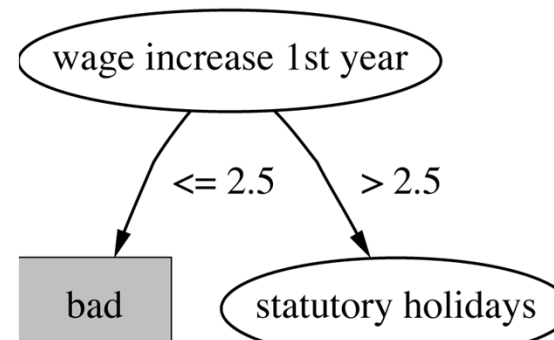 wage increase 1st year
<= 2.5
> 2.5
bad
statutory holidays